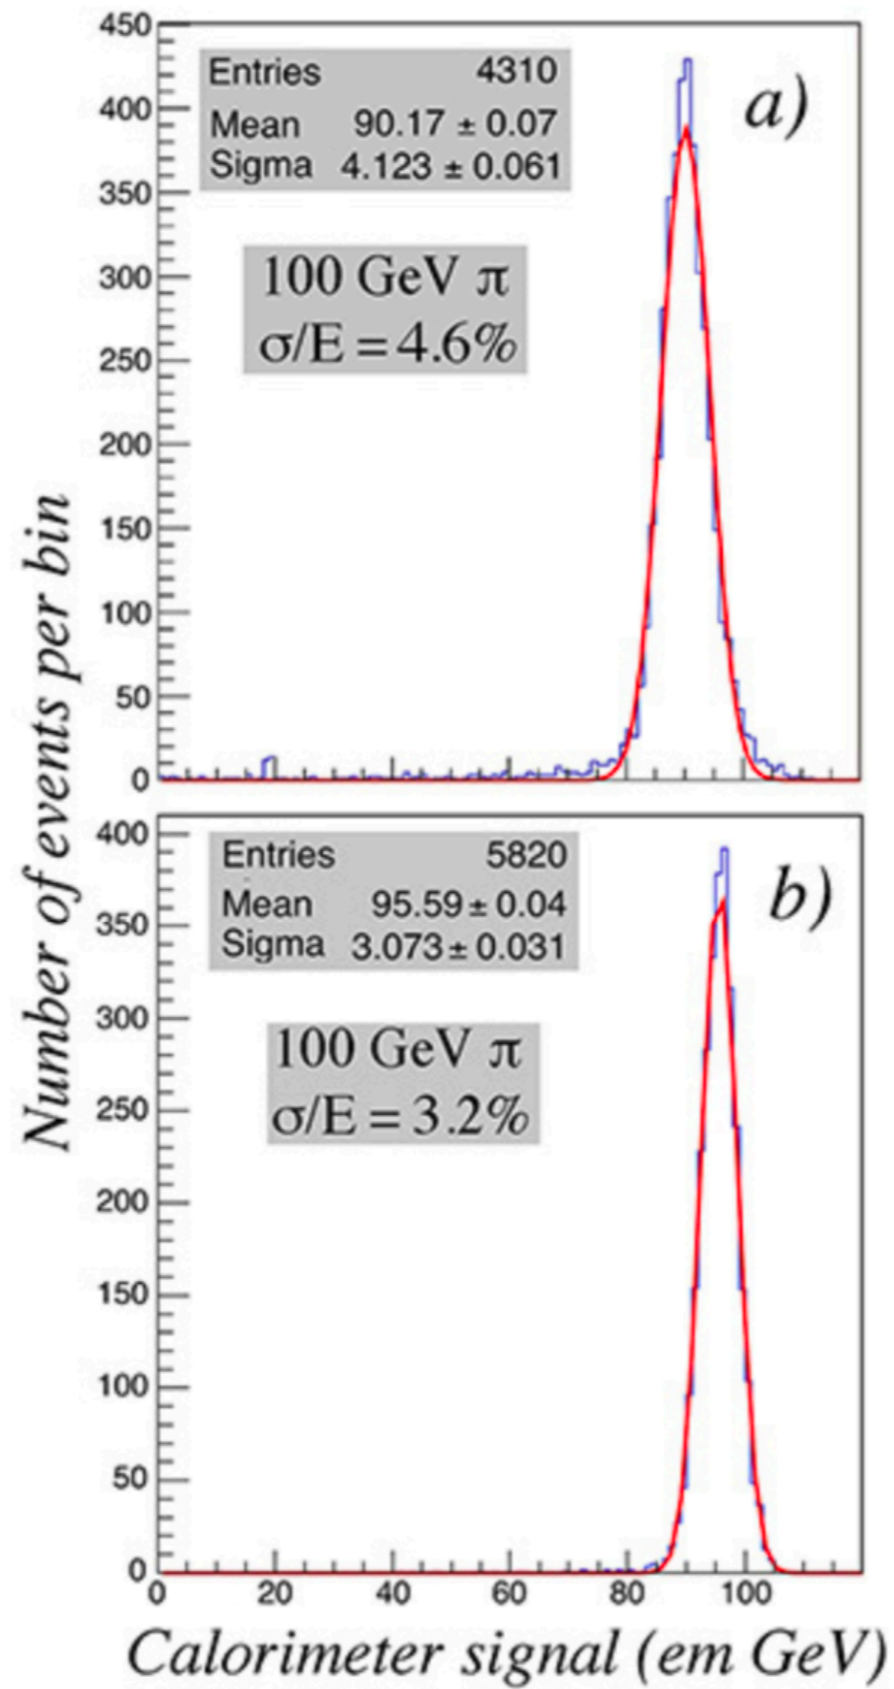 Number of events per bin
450
400
350
300
250
200
150
100
50
0
Entries 4310
Mean 90.17 ± 0.07
Sigma 4.123 ± 0.061
a)
100 GeV π
σ/E = 4.6%
400
350
300
250
200
150
100
50
0
Entries 5820
Mean 95.59 ± 0.04
Sigma 3.073 ± 0.031
b)
100 GeV π
σ/E = 3.2%
0 20 40 60 80 100
Calorimeter signal (em GeV)